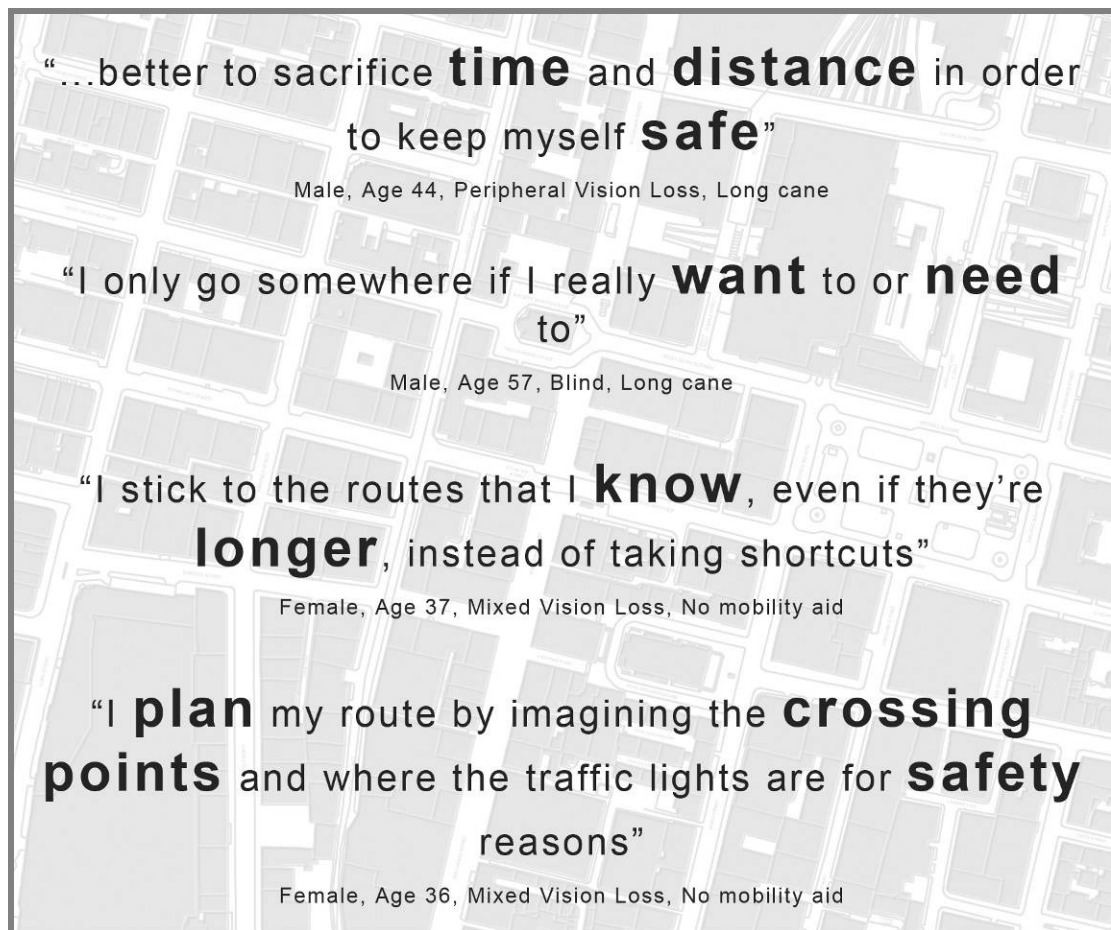 “...better to sacrifice time and distance in order
to keep myself safe”
Male, Age 44, Peripheral Vision Loss, Long cane
“I only go somewhere if I really want to or need
to”
Male, Age 57, Blind, Long cane
“I stick to the routes that I know, even if they’re
longer, instead of taking shortcuts”
Female, Age 37, Mixed Vision Loss, No mobility aid
“I plan my route by imagining the crossing
points and where the traffic lights are for safety
reasons”
Female, Age 36, Mixed Vision Loss, No mobility aid